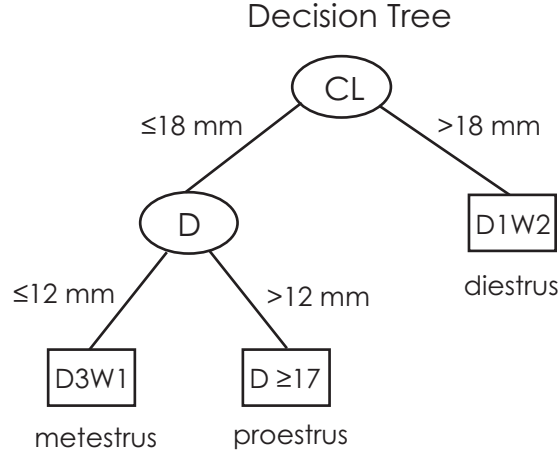 Decision Tree
CL
≤18 mm
>18 mm
D
D1W2
diestrus
≤12 mm
>12 mm
D3W1
D ≥17
metestrus
proestrus